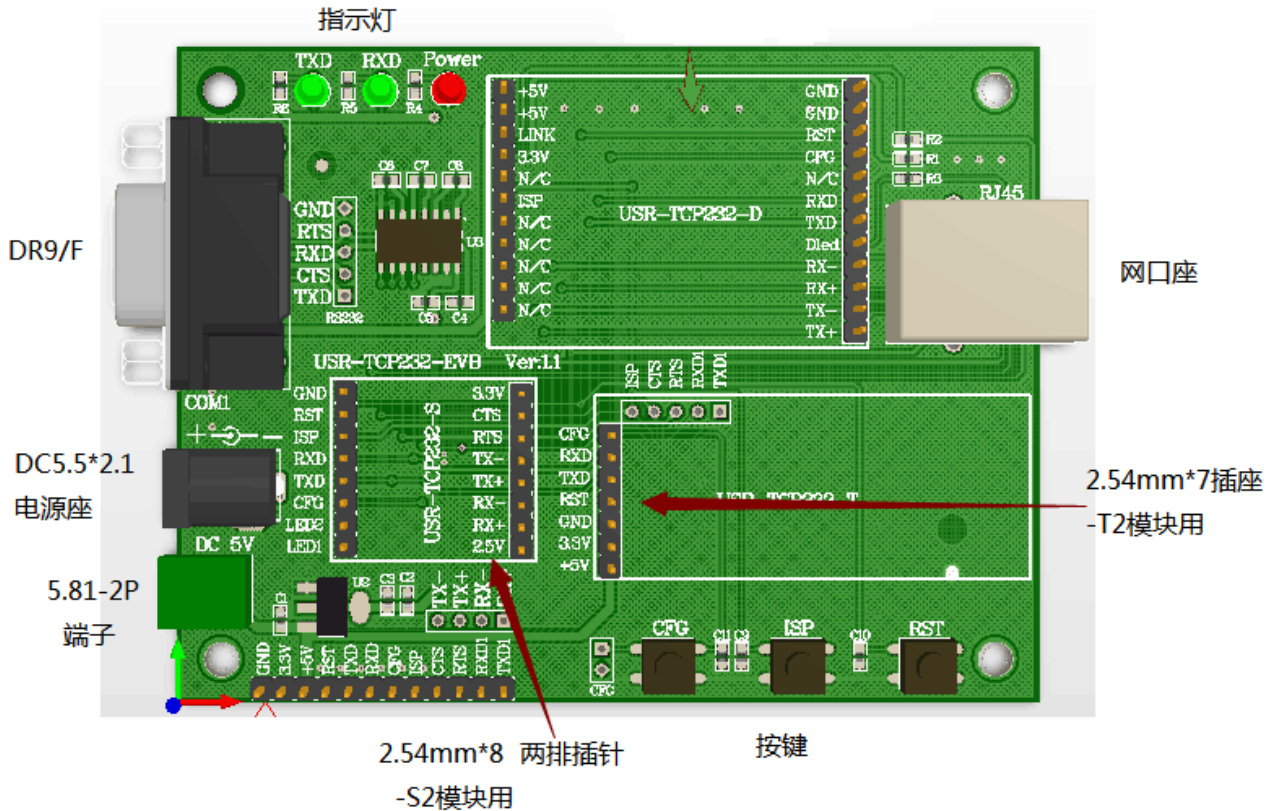 指示灯
TXD
RXD
Power
R6
R5
R4
+5V
+5V
LINK
3.3V
N/C
ISP
N/C
N/C
N/C
N/C
N/C
USR-TCP232-D
GND
GND
RST
CFG
N/C
RXD
TXD
Dled
RX-
RX+
TX-
TX+
R2
R1
R3
RJ45
网口座
C6
C7
C8
U3
GND
RTS
RXD
CTS
TXD
RS232
C4
DR9/F
USR-TCP232-EVB
Ver:1.1
COM1
GND
RST
ISP
RXD
TXD
CFG
LED2
LED1
USR-TCP232-S
3.3V
CTS
RTS
TX-
TX+
RX-
RX+
2.5V
ISP
CTS
RTS
RXD1
TXD1
CFG
RXD
TXD
RST
GND
3.3V
+5V
2.54mm*7插座
-T2模块用
DC5.5*2.1
电源座
DC 5V
5.81-2P
端子
U2
C3
C2
TX-
TX+
RX-
GND
3.3V
+5V
RST
TXD
RXD
CFG
ISP
CTS
RTS
RXD1
TXD1
CFG
CFG
C11
C9
ISP
C10
RST
2.54mm*8 两排插针
-S2模块用
按键